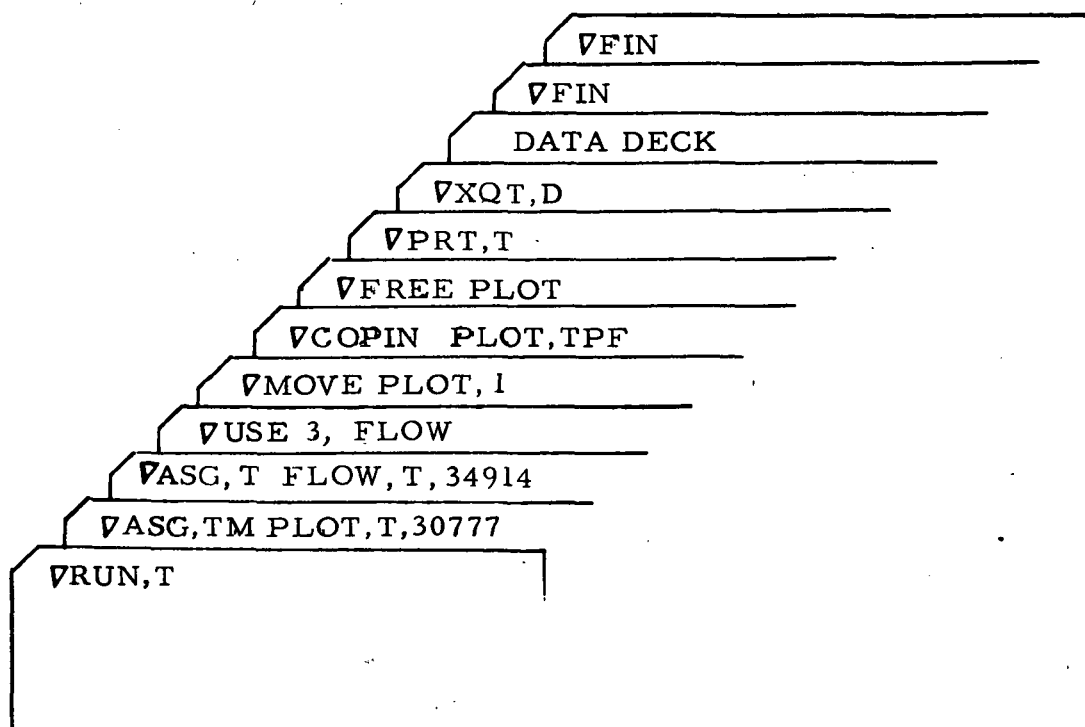 ∇FIN
∇FIN
DATA DECK
∇XQT,D
∇PRT,T
∇FREE PLOT
∇COPIN PLOT,TPF
∇MOVE PLOT, 1
∇USE 3, FLOW
∇ASG,T FLOW,T,34914
∇ASG,TM PLOT,T,30777
∇RUN,T